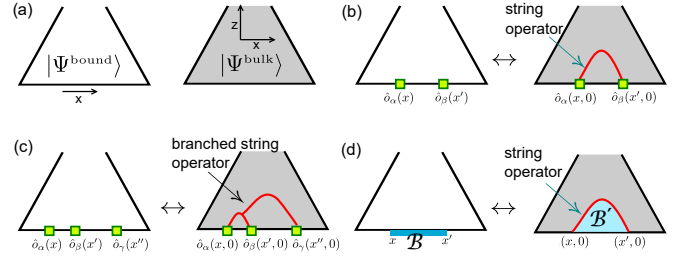 (a)
|Ψ^bound⟩
x
z
x
|Ψ^bulk⟩
(b)
ô_α(x) ô_β(x′)
↔
string
operator
ô_α(x, 0) ô_β(x′, 0)
(c)
ô_α(x) ô_β(x′) ô_γ(x″)
↔
branched string
operator
ô_α(x, 0) ô_β(x′, 0) ô_γ(x″, 0)
(d)
x ℬ x′
↔
string
operator
ℬ′
(x, 0) (x′, 0)